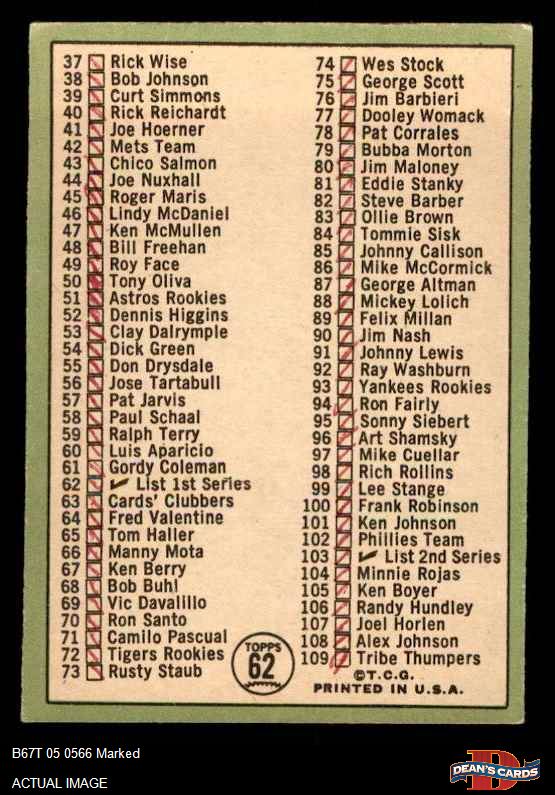 37 Rick Wise
38 Bob Johnson
39 Curt Simmons
40 Rick Reichardt
41 Joe Hoerner
42 Mets Team
43 Chico Salmon
44 Joe Nuxhall
45 Roger Maris
46 Lindy McDaniel
47 Ken McMullen
48 Bill Freehan
49 Roy Face
50 Tony Oliva
51 Astros Rookies
52 Dennis Higgins
53 Clay Dalrymple
54 Dick Green
55 Don Drysdale
56 Jose Tartabull
57 Pat Jarvis
58 Paul Schaal
59 Ralph Terry
60 Luis Aparicio
61 Gordy Coleman
62 ✔ List 1st Series
63 Cards' Clubbers
64 Fred Valentine
65 Tom Haller
66 Manny Mota
67 Ken Berry
68 Bob Buhl
69 Vic Davalillo
70 Ron Santo
71 Camilo Pascual
72 Tigers Rookies
73 Rusty Staub
74 Wes Stock
75 George Scott
76 Jim Barbieri
77 Dooley Womack
78 Pat Corrales
79 Bubba Morton
80 Jim Maloney
81 Eddie Stanky
82 Steve Barber
83 Ollie Brown
84 Tommie Sisk
85 Johnny Callison
86 Mike McCormick
87 George Altman
88 Mickey Lolich
89 Felix Millan
90 Jim Nash
91 Johnny Lewis
92 Ray Washburn
93 Yankees Rookies
94 Ron Fairly
95 Sonny Siebert
96 Art Shamsky
97 Mike Cuellar
98 Rich Rollins
99 Lee Stange
100 Frank Robinson
101 Ken Johnson
102 Phillies Team
103 ✔ List 2nd Series
104 Minnie Rojas
105 Ken Boyer
106 Randy Hundley
107 Joel Horlen
108 Alex Johnson
109 Tribe Thumpers
TOPPS
62
©T.C.G.
PRINTED IN U.S.A.
B67T 05 0566 Marked
ACTUAL IMAGE
D
DEAN'S CARDS